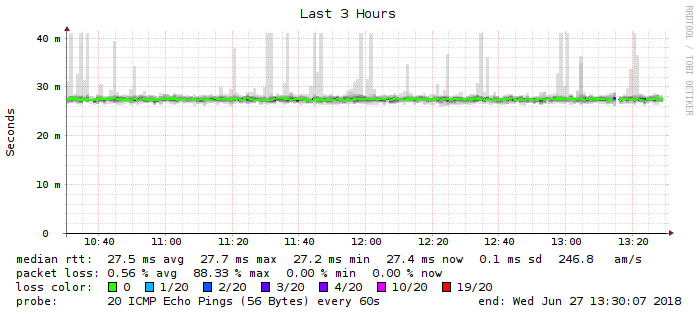 Last 3 Hours
RRDTOOL / TOBI OETIKER
Seconds
40 m
30 m
20 m
10 m
0
10:40 11:00 11:20 11:40 12:00 12:20 12:40 13:00 13:20
median rtt: 27.5 ms avg 27.7 ms max 27.2 ms min 27.4 ms now 0.1 ms sd 246.8 am/s
packet loss: 0.56 % avg 88.33 % max 0.00 % min 0.00 % now
loss color: 0 1/20 2/20 3/20 4/20 10/20 19/20
probe: 20 ICMP Echo Pings (56 Bytes) every 60s end: Wed Jun 27 13:30:07 2018